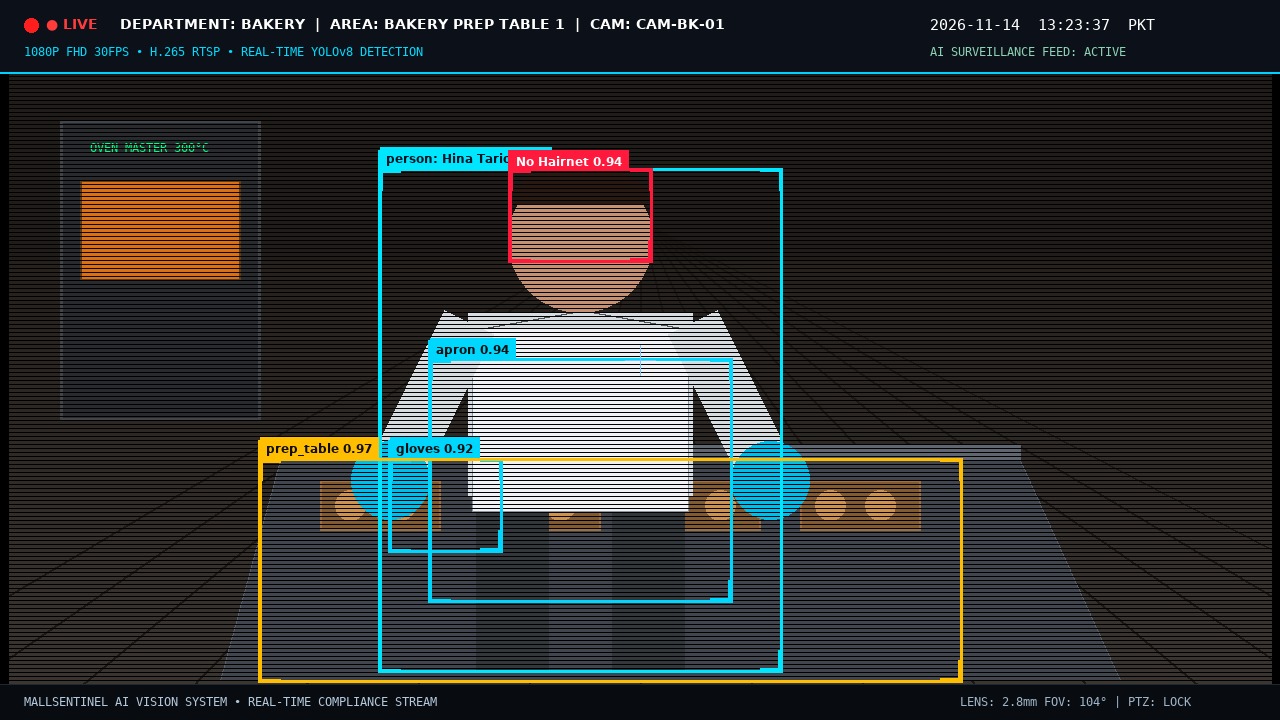 ● LIVE
DEPARTMENT: BAKERY | AREA: BAKERY PREP TABLE 1 | CAM: CAM-BK-01
2026-11-14 13:23:37 PKT
1080P FHD 30FPS • H.265 RTSP • REAL-TIME YOLOv8 DETECTION
AI SURVEILLANCE FEED: ACTIVE
OVEN MASTER 300°C
person: Hina
No Hairnet 0.94
apron 0.94
prep_table 0.97
gloves 0.92
MALLSENTINEL AI VISION SYSTEM • REAL-TIME COMPLIANCE STREAM
LENS: 2.8mm FOV: 104° | PTZ: LOCK